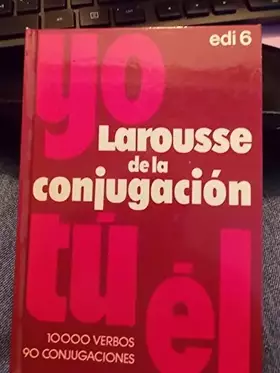 edi 6
yo
Larousse
de la
conjugación
tú
él
10000 VERBOS
90 CONJUGACIONES